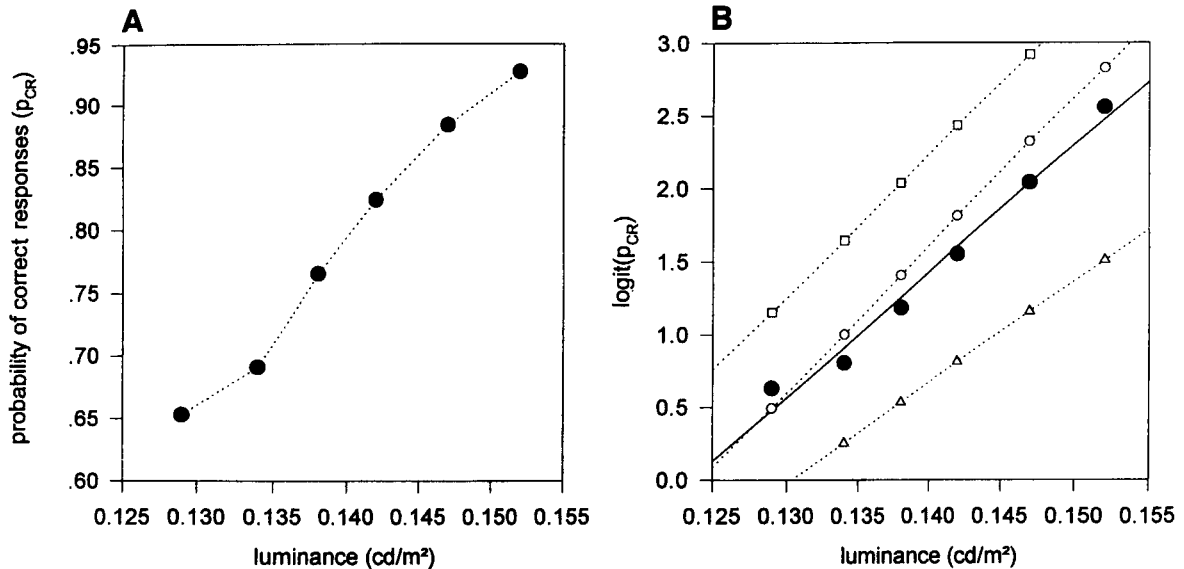 A
probability of correct responses (pCR)
.95
.90
.85
.80
.75
.70
.65
.60
0.125 0.130 0.135 0.140 0.145 0.150 0.155
luminance (cd/m²)
B
logit(pCR)
3.0
2.5
2.0
1.5
1.0
0.5
0.0
0.125 0.130 0.135 0.140 0.145 0.150 0.155
luminance (cd/m²)